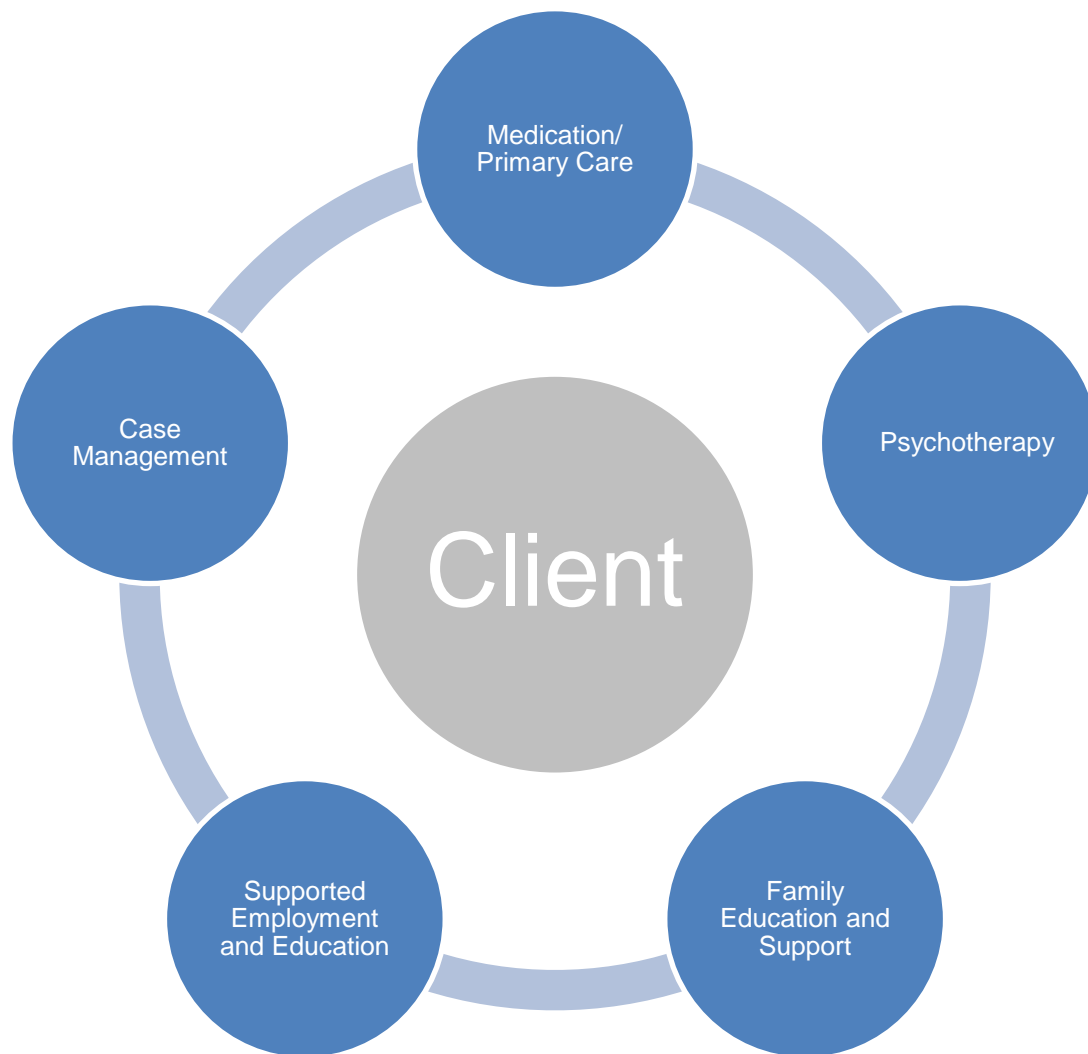 Medication/
Primary Care
Case
Management
Psychotherapy
Client
Supported
Employment
and Education
Family
Education and
Support